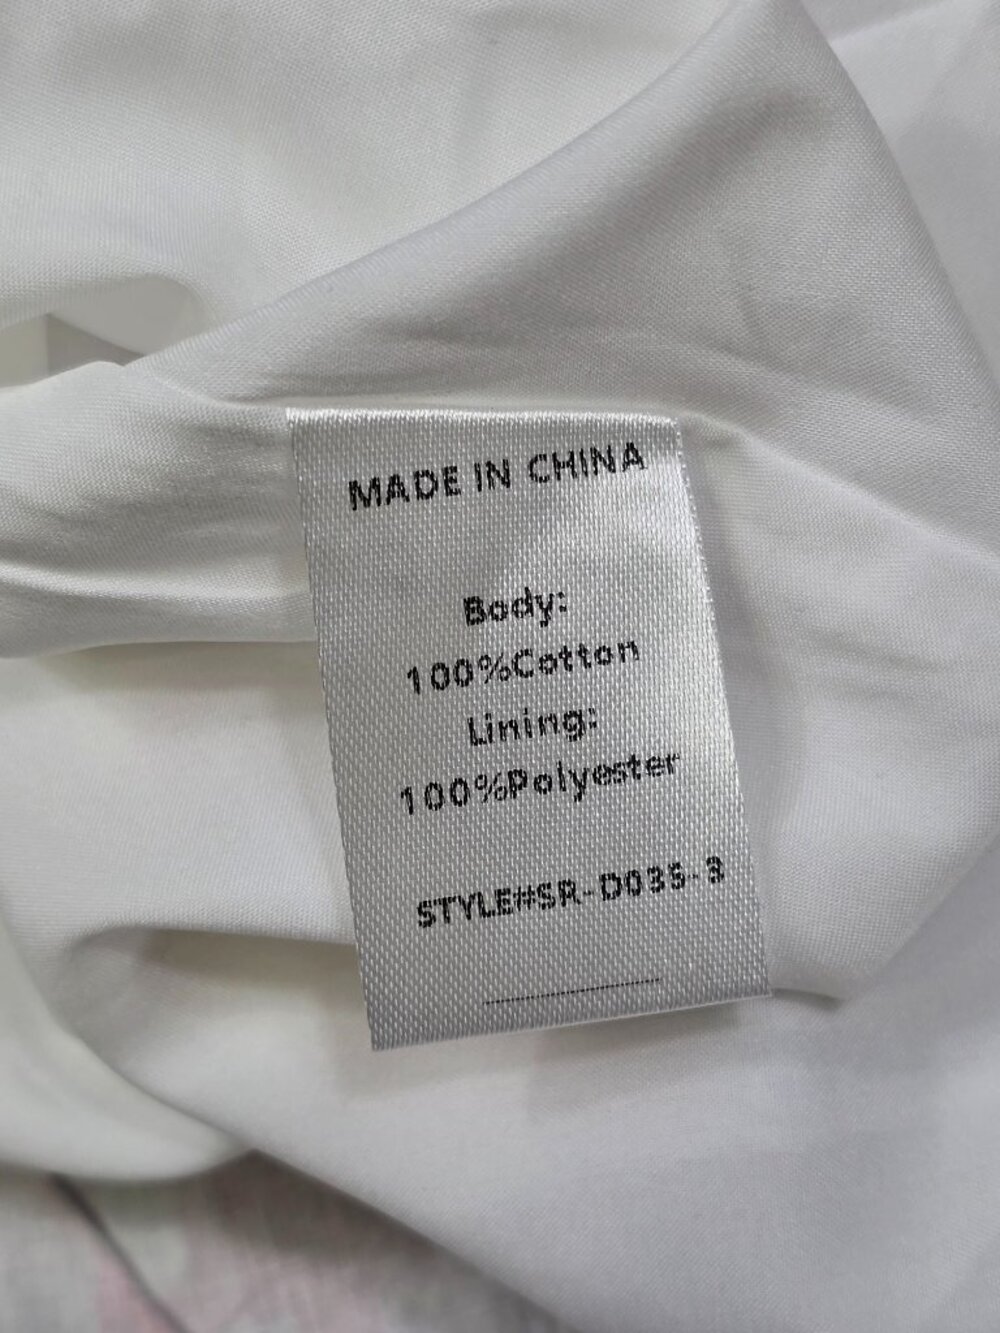 MADE IN CHINA
Body:
100%Cotton
Lining:
100%Polyester
STYLE#SR-D035-3